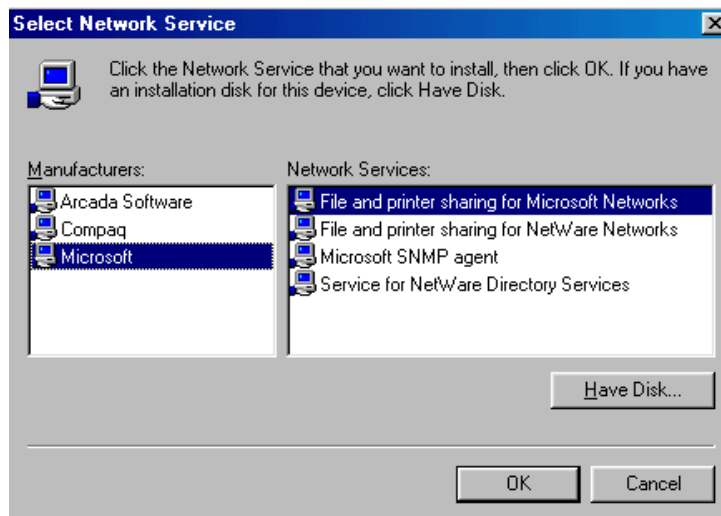 Select Network Service
Click the Network Service that you want to install, then click OK. If you have
an installation disk for this device, click Have Disk.
Manufacturers:
Arcada Software
Compaq
Microsoft
Network Services:
File and printer sharing for Microsoft Networks
File and printer sharing for NetWare Networks
Microsoft SNMP agent
Service for NetWare Directory Services
Have Disk...
OK
Cancel